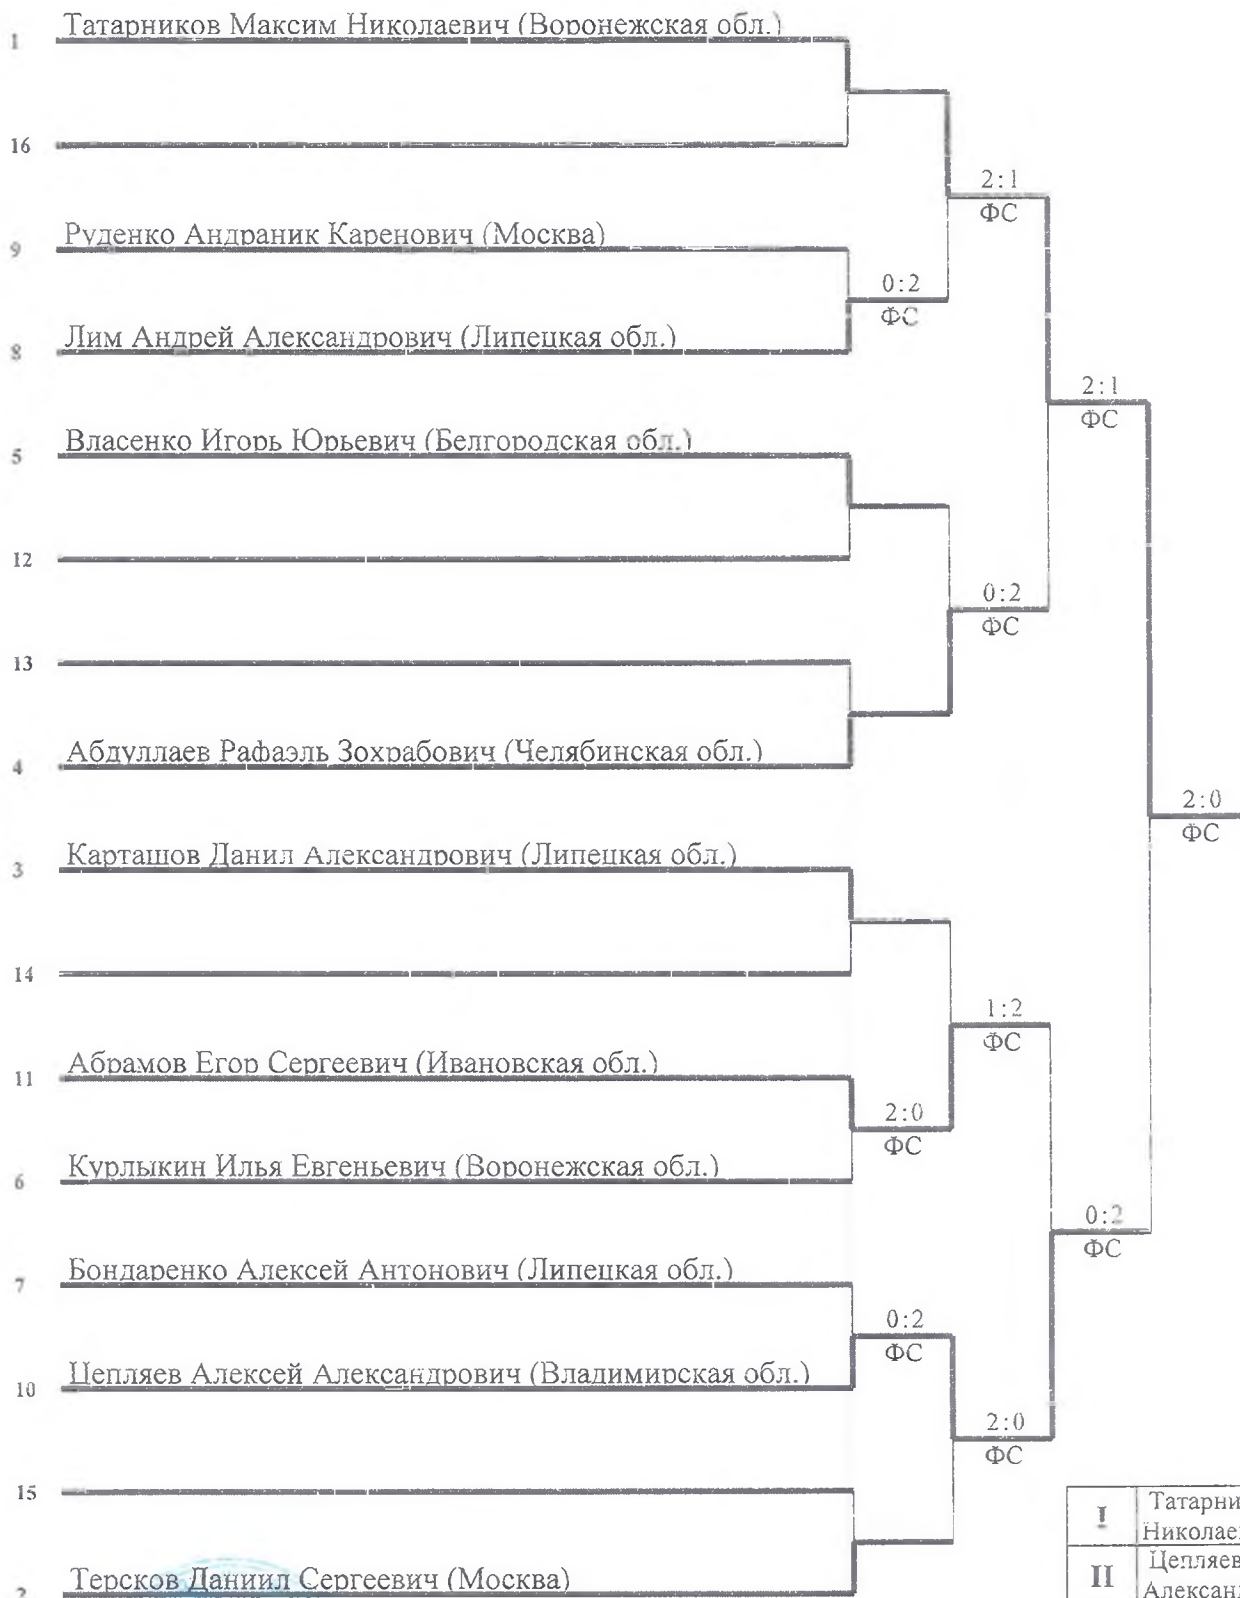 1 Татарников Максим Николаевич (Воронежская обл.)
16
2:1
ФС
9 Руденко Андраник Каренович (Москва)
0:2
ФС
8 Лим Андрей Александрович (Липецкая обл.)
2:1
ФС
5 Власенко Игорь Юрьевич (Белгородская обл.)
12
0:2
ФС
13
4 Абдуллаев Рафаэль Зохрабович (Челябинская обл.)
2:0
ФС
3 Карташов Данил Александрович (Липецкая обл.)
14
1:2
ФС
11 Абрамов Егор Сергеевич (Ивановская обл.)
2:0
ФС
6 Курлыкин Илья Евгеньевич (Воронежская обл.)
0:2
ФС
7 Бондаренко Алексей Антонович (Липецкая обл.)
0:2
ФС
10 Цепляев Алексей Александрович (Владимирская обл.)
2:0
ФС
15
I Татарни
Николаев
2 Терсков Даниил Сергеевич (Москва)
II Цепляев
Александ